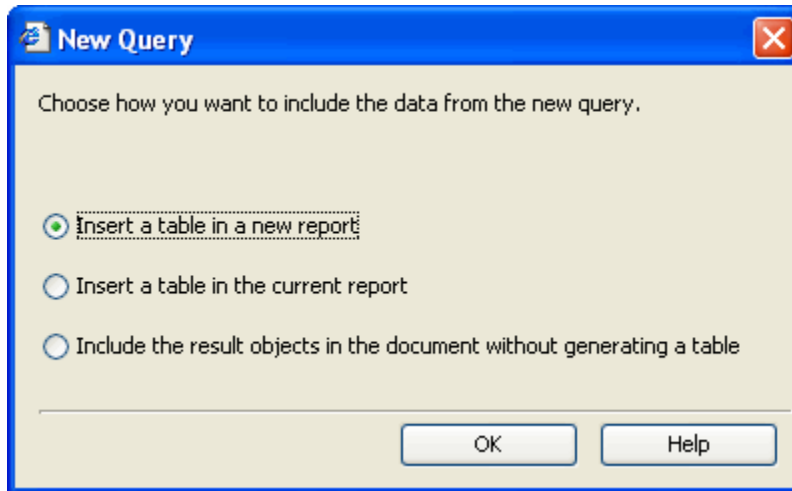 New Query
Choose how you want to include the data from the new query.
Insert a table in a new report
Insert a table in the current report
Include the result objects in the document without generating a table
OK
Help